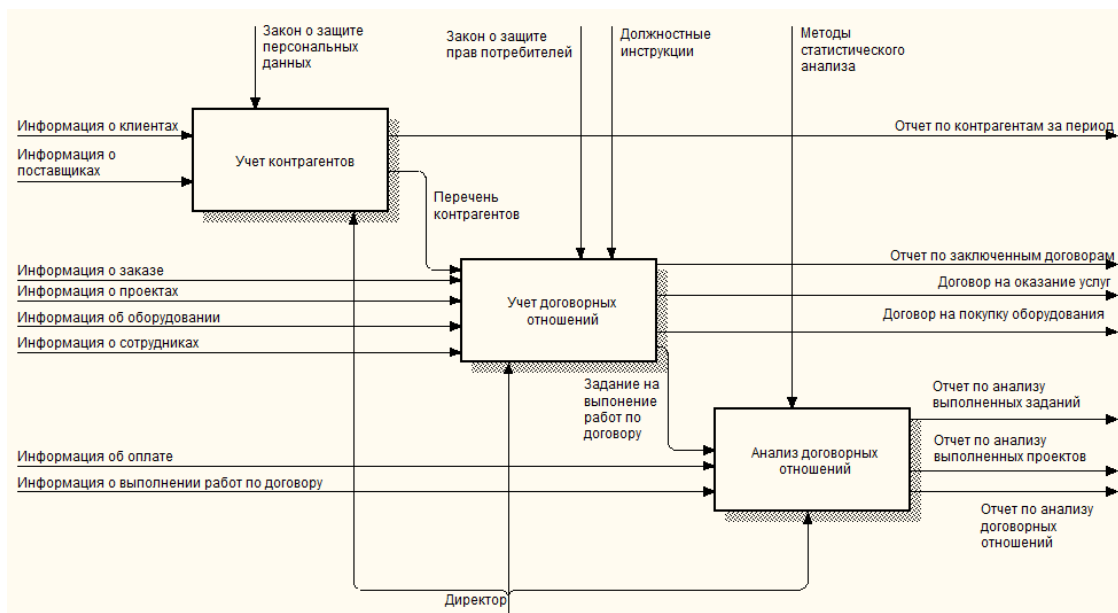 Закон о защите
персональных
данных
Закон о защите
прав потребителей
Должностные
инструкции
Методы
статистического
анализа
Информация о клиентах
Информация о
поставщиках
Учет контрагентов
Отчет по контрагентам за период
Перечень
контрагентов
Информация о заказе
Информация о проектах
Информация об оборудовании
Информация о сотрудниках
Учет договорных
отношений
Отчет по заключенным договорам
Договор на оказание услуг
Договор на покупку оборудования
Задание на
выпонение
работ по
договору
Информация об оплате
Информация о выполнении работ по договору
Анализ договорных
отношений
Отчет по анализу
выполненных заданий
Отчет по анализу
выполненных проектов
Отчет по анализу
договорных
отношений
Директор